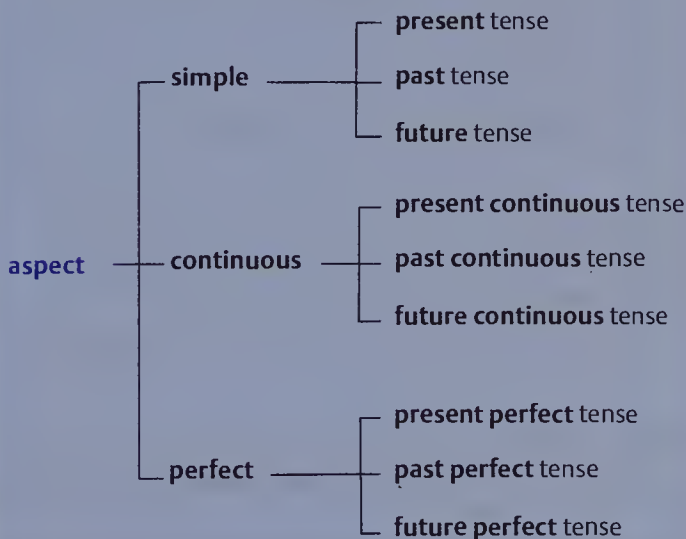 present tense
simple
past tense
future tense
present continuous tense
aspect
continuous
past continuous tense
future continuous tense
present perfect tense
perfect
past perfect tense
future perfect tense